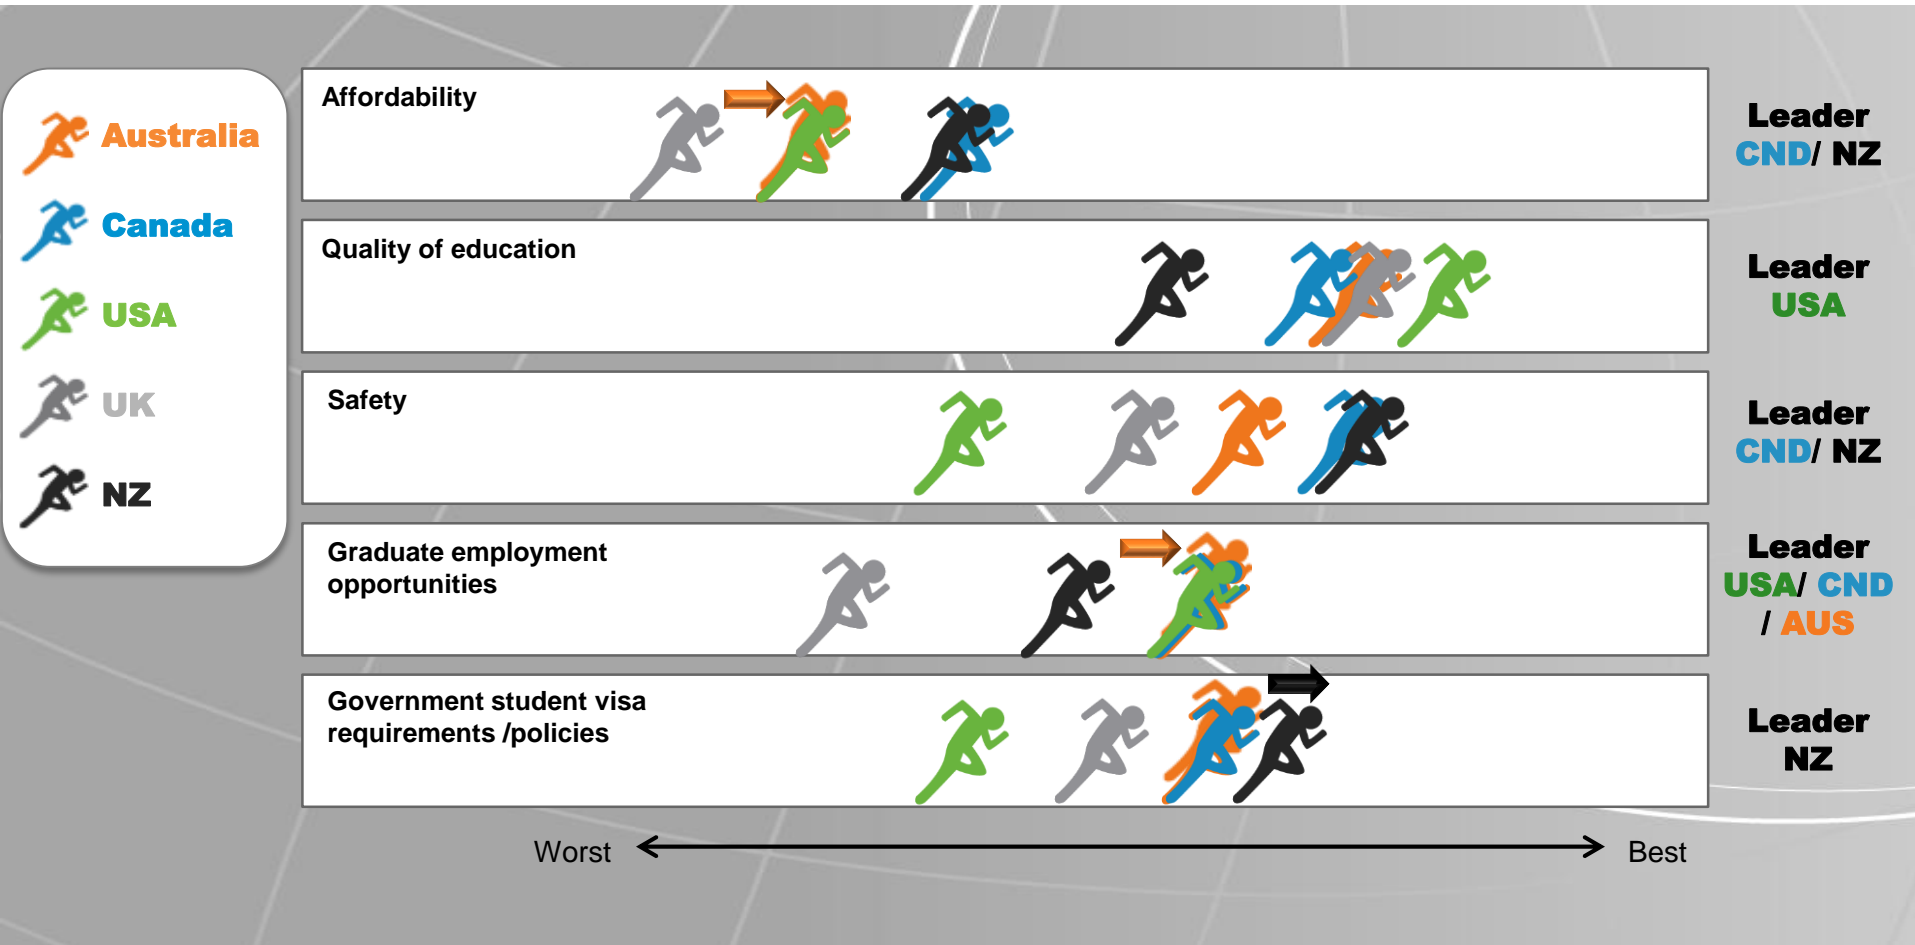 Australia
Canada
USA
UK
NZ
Affordability
Leader
CND/ NZ
Quality of education
Leader
USA
Safety
Leader
CND/ NZ
Graduate employment
opportunities
Leader
USA/ CND
/ AUS
Government student visa
requirements /policies
Leader
NZ
Worst
Best